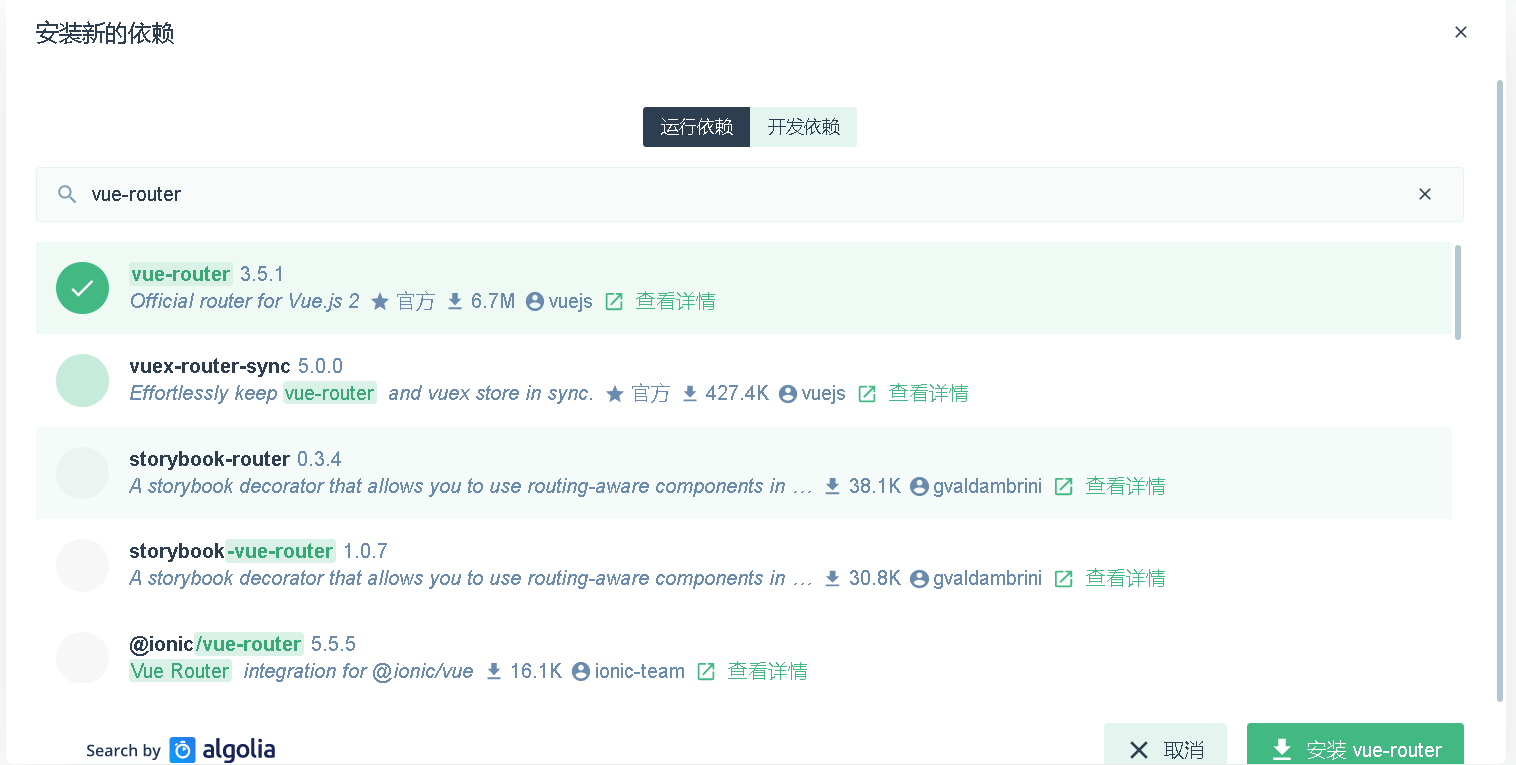 安装新的依赖
运行依赖 开发依赖
vue-router
vue-router 3.5.1
Official router for Vue.js 2 官方 6.7M vuejs 查看详情
vuex-router-sync 5.0.0
Effortlessly keep vue-router and vuex store in sync. 官方 427.4K vuejs 查看详情
storybook-router 0.3.4
A storybook decorator that allows you to use routing-aware components in … 38.1K gvaldambrini 查看详情
storybook-vue-router 1.0.7
A storybook decorator that allows you to use routing-aware components in … 30.8K gvaldambrini 查看详情
@ionic/vue-router 5.5.5
Vue Router integration for @ionic/vue 16.1K ionic-team 查看详情
Search by algolia 取消 安装 vue-router